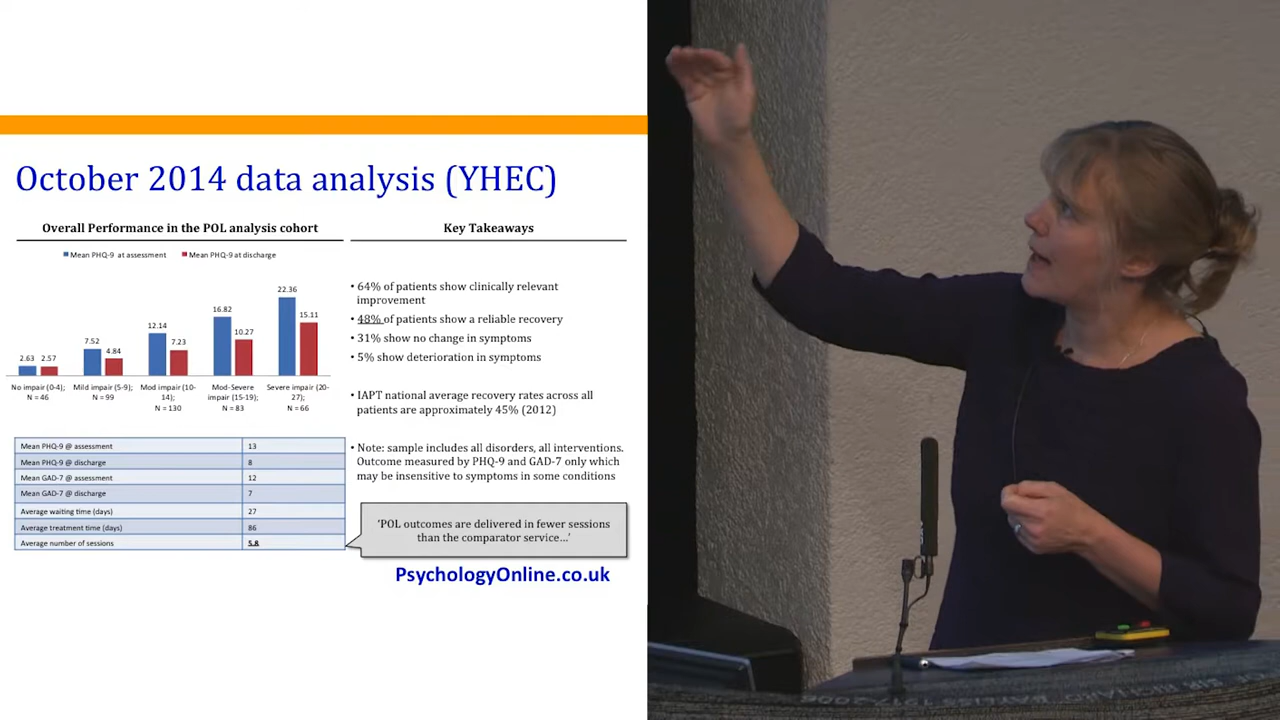 October 2014 data analysis (YHEC)
Overall Performance in the POL analysis cohort
Mean PHQ-9 at assessment
Mean PHQ-9 at discharge
2.63 2.57
7.52
4.84
12.14
7.23
16.82
10.27
22.36
15.11
No impair (0-4);
N = 46
Mild impair (5-9);
N = 99
Mod impair (10-
14);
N = 130
Mod-Severe
impair (15-19);
N = 83
Severe impair (20-
27);
N = 66
Mean PHQ-9 @ assessment 13
Mean PHQ-9 @ discharge 8
Mean GAD-7 @ assessment 12
Mean GAD-7 @ discharge 7
Average waiting time (days) 27
Average treatment time (days) 86
Average number of sessions 5.8
Key Takeaways
• 64% of patients show clinically relevant
improvement
• 48% of patients show a reliable recovery
• 31% show no change in symptoms
• 5% show deterioration in symptoms
• IAPT national average recovery rates across all
patients are approximately 45% (2012)
• Note: sample includes all disorders, all interventions.
Outcome measured by PHQ-9 and GAD-7 only which
may be insensitive to symptoms in some conditions
'POL outcomes are delivered in fewer sessions
than the comparator service...'
PsychologyOnline.co.uk